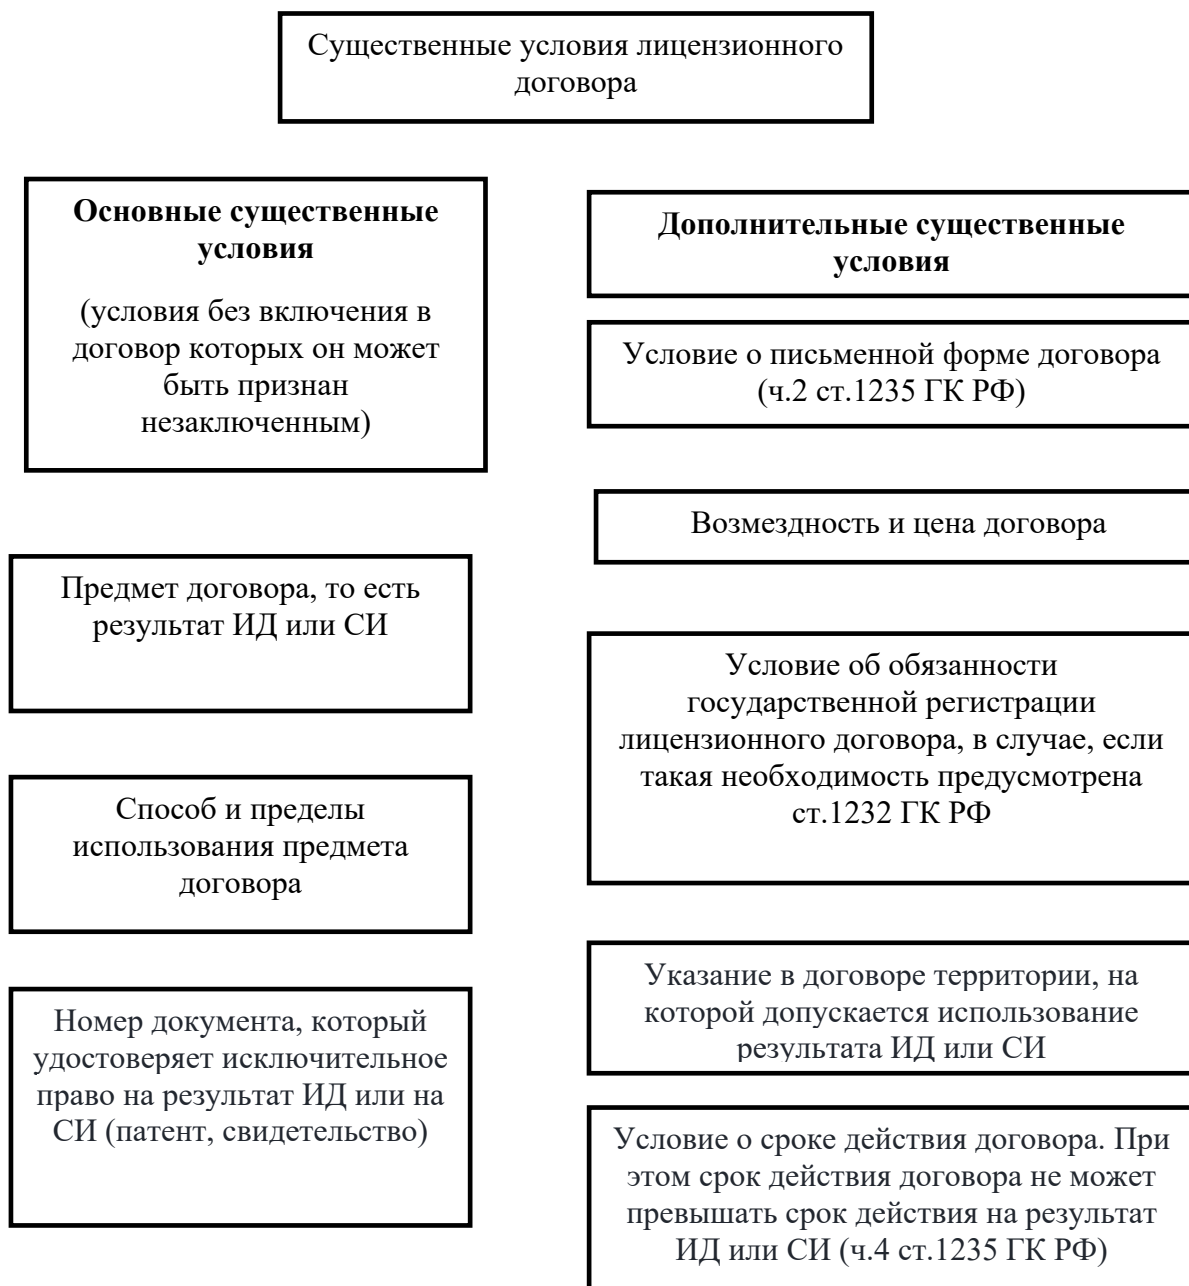 Существенные условия лицензионного
договора
Основные существенные
условия
(условия без включения в
договор которых он может
быть признан
незаключенным)
Предмет договора, то есть
результат ИД или СИ
Способ и пределы
использования предмета
договора
Номер документа, который
удостоверяет исключительное
право на результат ИД или на
СИ (патент, свидетельство)
Дополнительные существенные
условия
Условие о письменной форме договора
(ч.2 ст.1235 ГК РФ)
Возмездность и цена договора
Условие об обязанности
государственной регистрации
лицензионного договора, в случае, если
такая необходимость предусмотрена
ст.1232 ГК РФ
Указание в договоре территории, на
которой допускается использование
результата ИД или СИ
Условие о сроке действия договора. При
этом срок действия договора не может
превышать срок действия на результат
ИД или СИ (ч.4 ст.1235 ГК РФ)